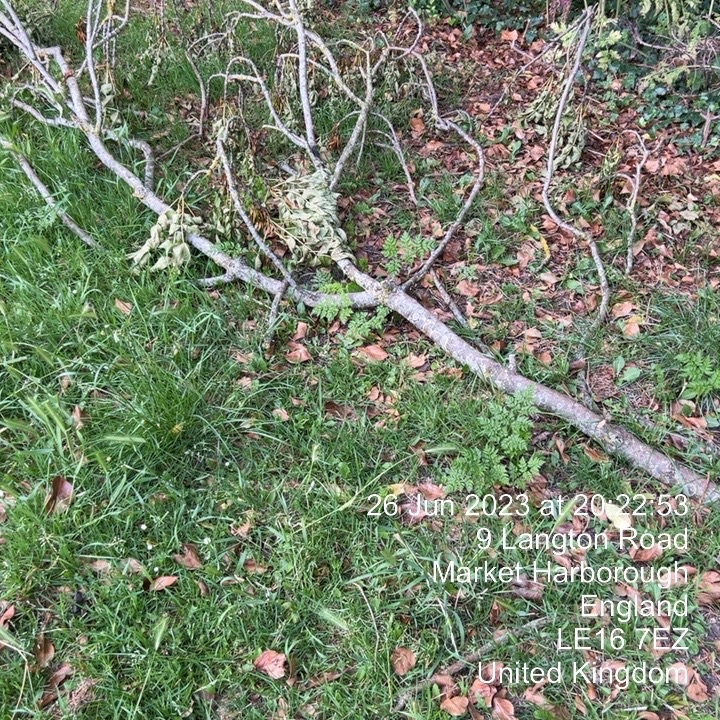 26 Jun 2023 at 20:22:53
9 Langton Road
Market Harborough
England
LE16 7EZ
United Kingdom